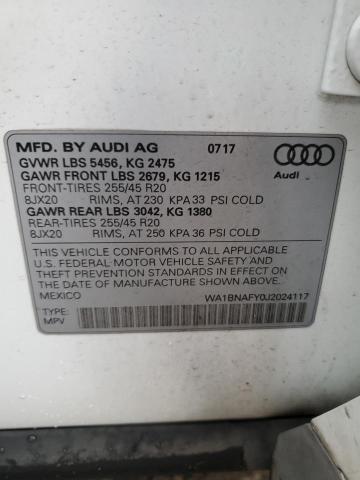 MFD. BY AUDI AG 07 17
GVWR LBS 5456, KG 2475
GAWR FRONT LBS 2679, KG 1215
FRONT-TIRES 255/45 R20
8JX20 RIMS, AT 230 KPA 33 PSI COLD
GAWR REAR LBS 3042, KG 1380
REAR-TIRES 255/45 R20
8JX20 RIMS, AT 250 KPA 36 PSI COLD
Audi
THIS VEHICLE CONFORMS TO ALL APPLICABLE
U.S. FEDERAL MOTOR VEHICLE SAFETY AND
THEFT PREVENTION STANDARDS IN EFFECT ON
THE DATE OF MANUFACTURE SHOWN ABOVE.
MEXICO WA1BNAFY0J2024117
TYPE:
MPV